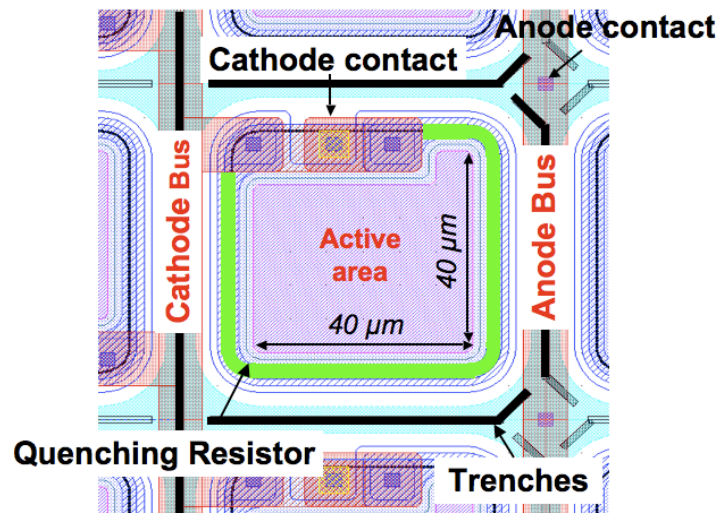 Anode contact
Cathode contact
Cathode Bus
Anode Bus
Active
area
40 µm
40 µm
Quenching Resistor
Trenches